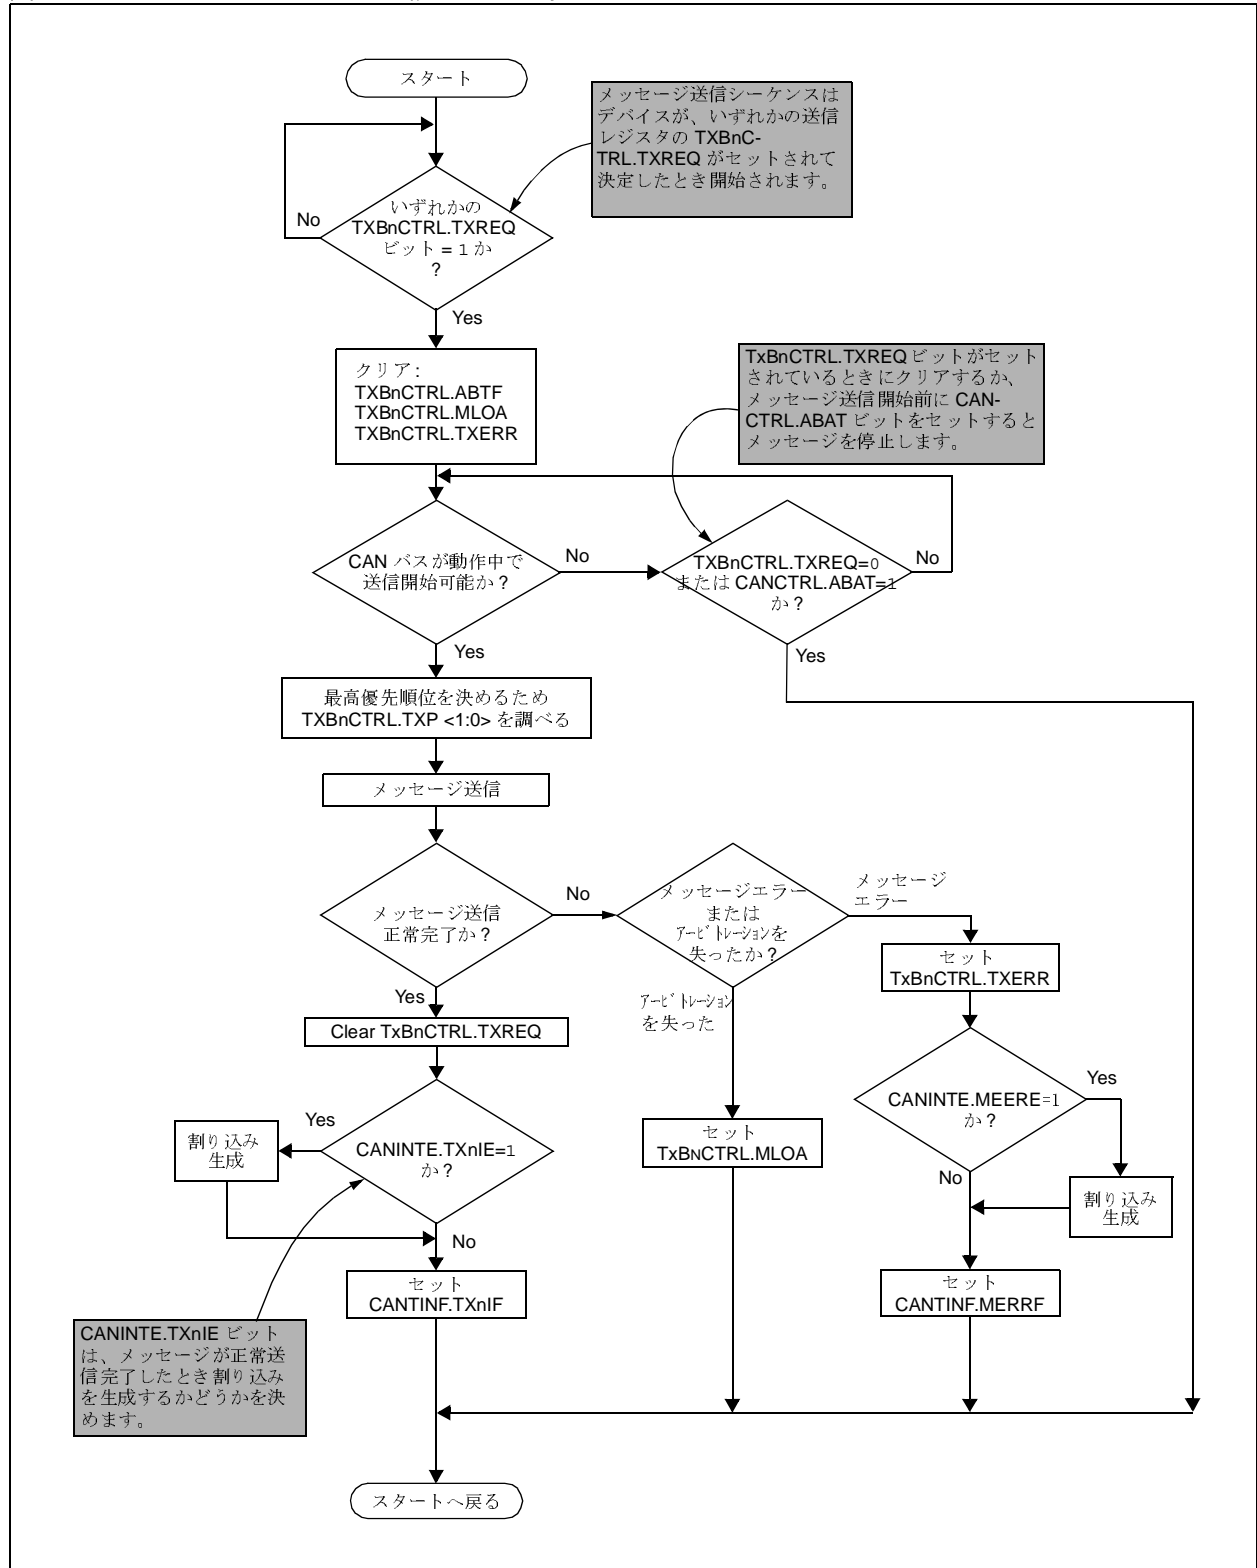 スタート
メッセージ送信シーケンスは
デバイスが、いずれかの送信
レジスタの TXBnC-
TRL.TXREQ がセットされて
決定したとき開始されます。
いずれかの
TXBnCTRL.TXREQ
ビット = 1 か
?
No
Yes
クリア:
TXBnCTRL.ABTF
TXBnCTRL.MLOA
TXBnCTRL.TXERR
TxBnCTRL.TXREQ ビットがセット
されているときにクリアするか、
メッセージ送信開始前に CAN-
CTRL.ABAT ビットをセットすると
メッセージを停止します。
CAN バスが動作中で
送信開始可能か ?
No
TXBnCTRL.TXREQ=0
または CANCTRL.ABAT=1
か ?
No
Yes
Yes
最高優先順位を決めるため
TXBnCTRL.TXP <1:0> を調べる
メッセージ送信
メッセージ送信
正常完了か ?
No
メッセージエラー
または
ｱｰﾋﾞﾄﾚｰｼｮﾝを
失ったか ?
メッセージ
エラー
セット
TxBnCTRL.TXERR
Yes
ｱｰﾋﾞﾄﾚｰｼｮﾝ
を失った
Clear TxBnCTRL.TXREQ
CANINTE.MEERE=1
か ?
Yes
No
割り込み
生成
CANINTE.TXnIE=1
か ?
Yes
割り込み
生成
No
セット
TxBNCTRL.MLOA
セット
CANTINF.TXnIF
セット
CANTINF.MERRF
CANINTE.TXnIE ビット
は、メッセージが正常送
信完了したとき割り込み
を生成するかどうかを決
めます。
スタートへ戻る